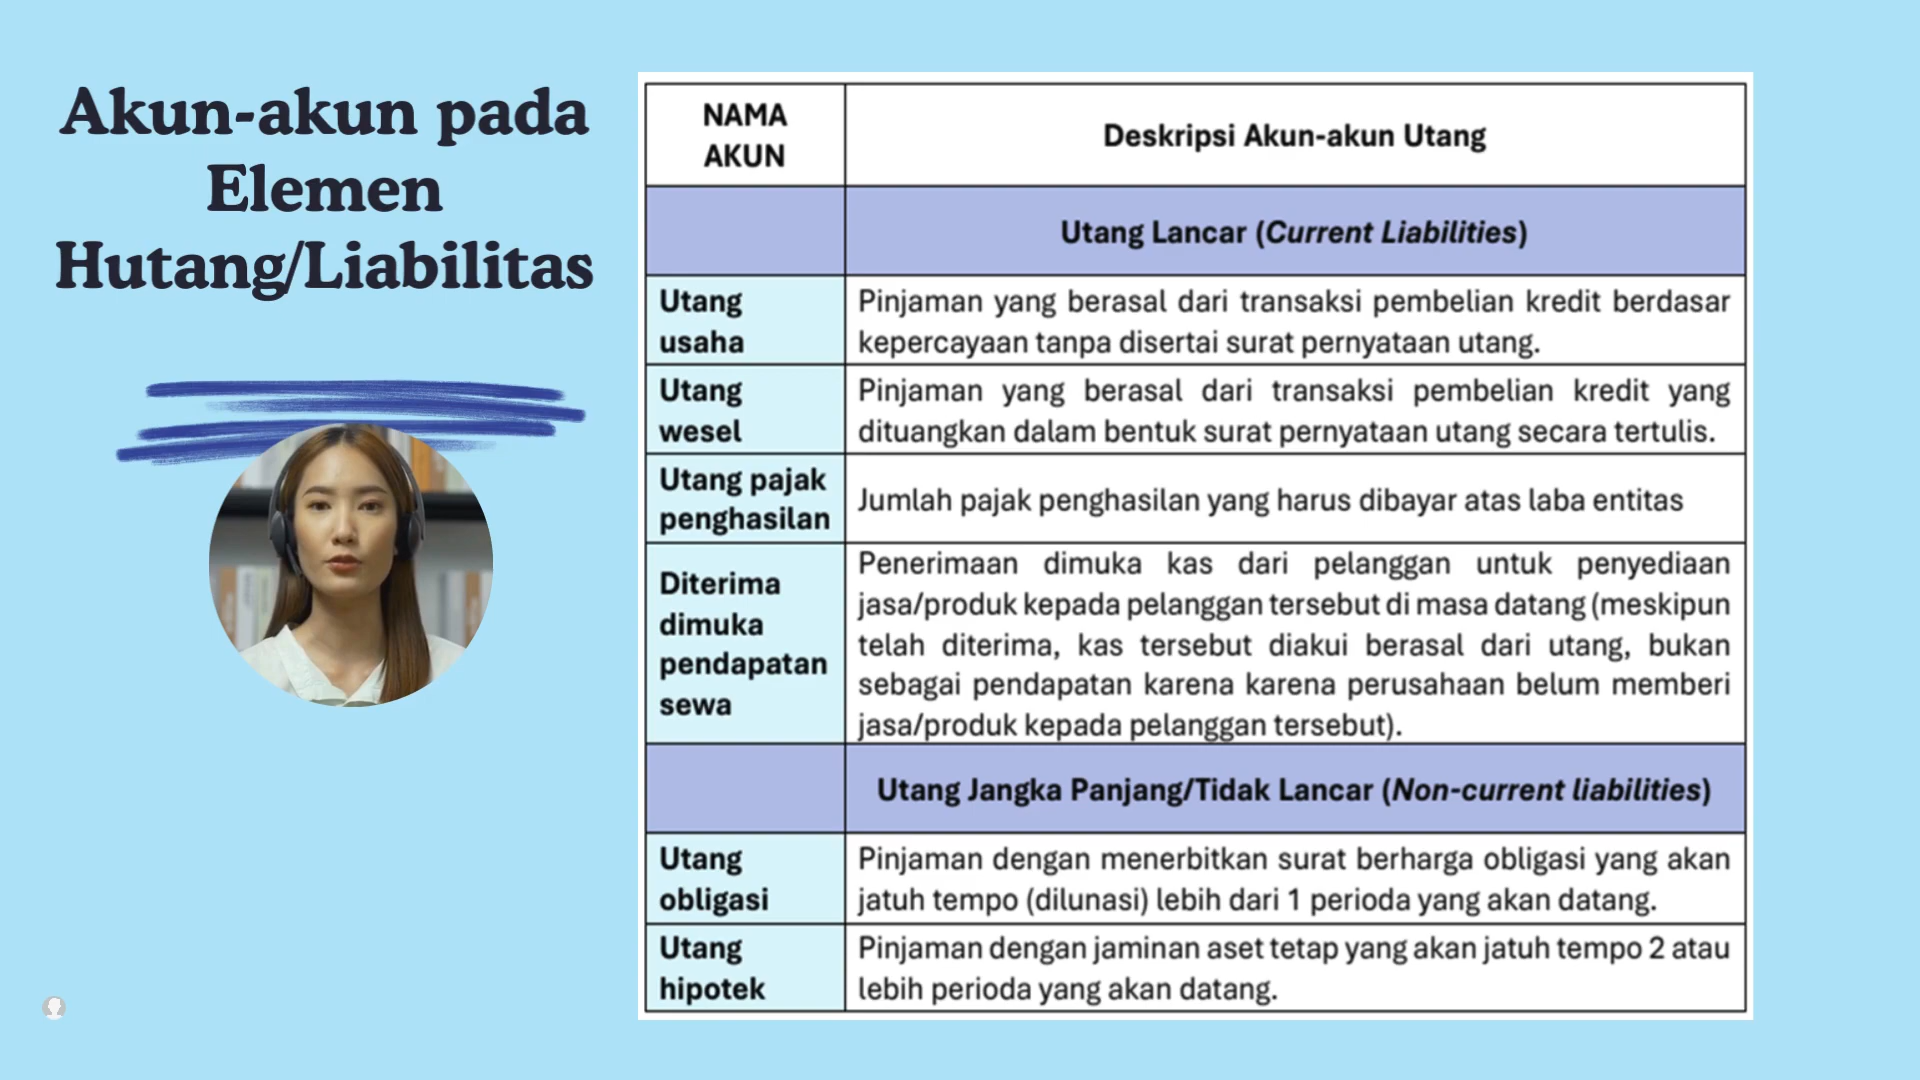 Akun-akun pada
Elemen
Hutang/Liabilitas
NAMA
AKUN
Deskripsi Akun-akun Utang
Utang Lancar (Current Liabilities)
Utang
usaha
Pinjaman yang berasal dari transaksi pembelian kredit berdasar
kepercayaan tanpa disertai surat pernyataan utang.
Utang
wesel
Pinjaman yang berasal dari transaksi pembelian kredit yang
dituangkan dalam bentuk surat pernyataan utang secara tertulis.
Utang pajak
penghasilan
Jumlah pajak penghasilan yang harus dibayar atas laba entitas
Diterima
dimuka
pendapatan
sewa
Penerimaan dimuka kas dari pelanggan untuk penyediaan
jasa/produk kepada pelanggan tersebut di masa datang (meskipun
telah diterima, kas tersebut diakui berasal dari utang, bukan
sebagai pendapatan karena karena perusahaan belum memberi
jasa/produk kepada pelanggan tersebut).
Utang Jangka Panjang/Tidak Lancar (Non-current liabilities)
Utang
obligasi
Pinjaman dengan menerbitkan surat berharga obligasi yang akan
jatuh tempo (dilunasi) lebih dari 1 perioda yang akan datang.
Utang
hipotek
Pinjaman dengan jaminan aset tetap yang akan jatuh tempo 2 atau
lebih perioda yang akan datang.